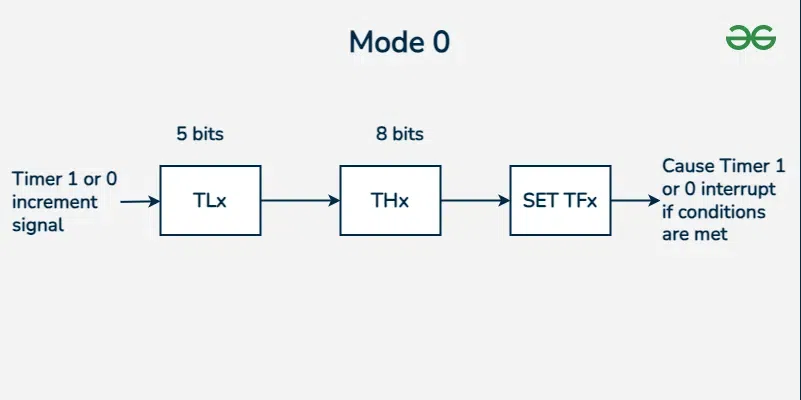 Mode 0
5 bits
8 bits
Timer 1 or 0
increment
signal
TLx
THx
SET TFx
Cause Timer 1
or 0 interrupt
if conditions
are met